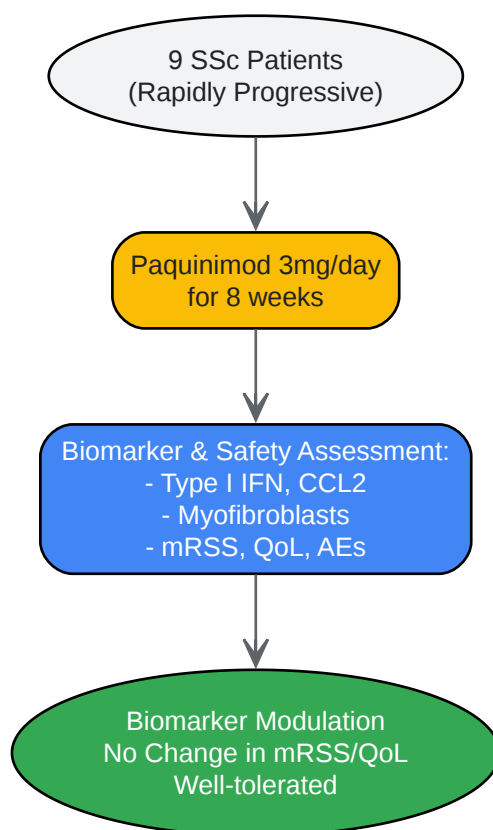 9 SSc Patients
(Rapidly Progressive)
Paquinimod 3mg/day
for 8 weeks
Biomarker & Safety Assessment:
- Type I IFN, CCL2
- Myofibroblasts
- mRSS, QoL, AEs
Biomarker Modulation
No Change in mRSS/QoL
Well-tolerated